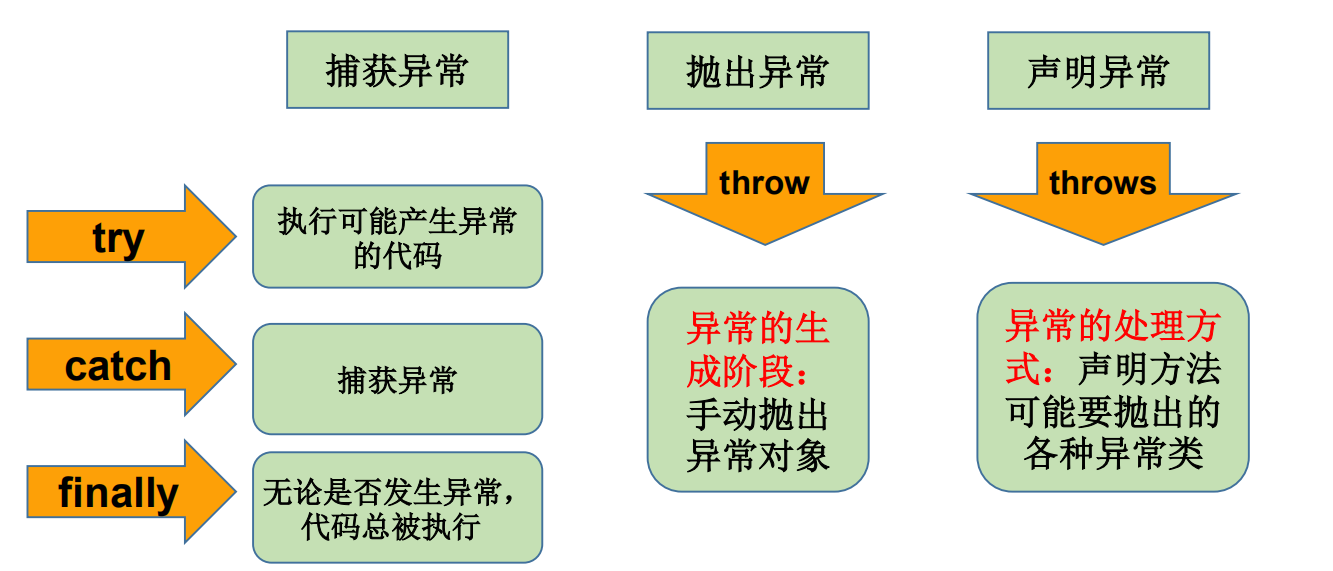 捕获异常
抛出异常
声明异常
try
执行可能产生异常
的代码
catch
捕获异常
finally
无论是否发生异常，
代码总被执行
throw
异常的生
成阶段：
手动抛出
异常对象
throws
异常的处理方
式：声明方法
可能要抛出的
各种异常类